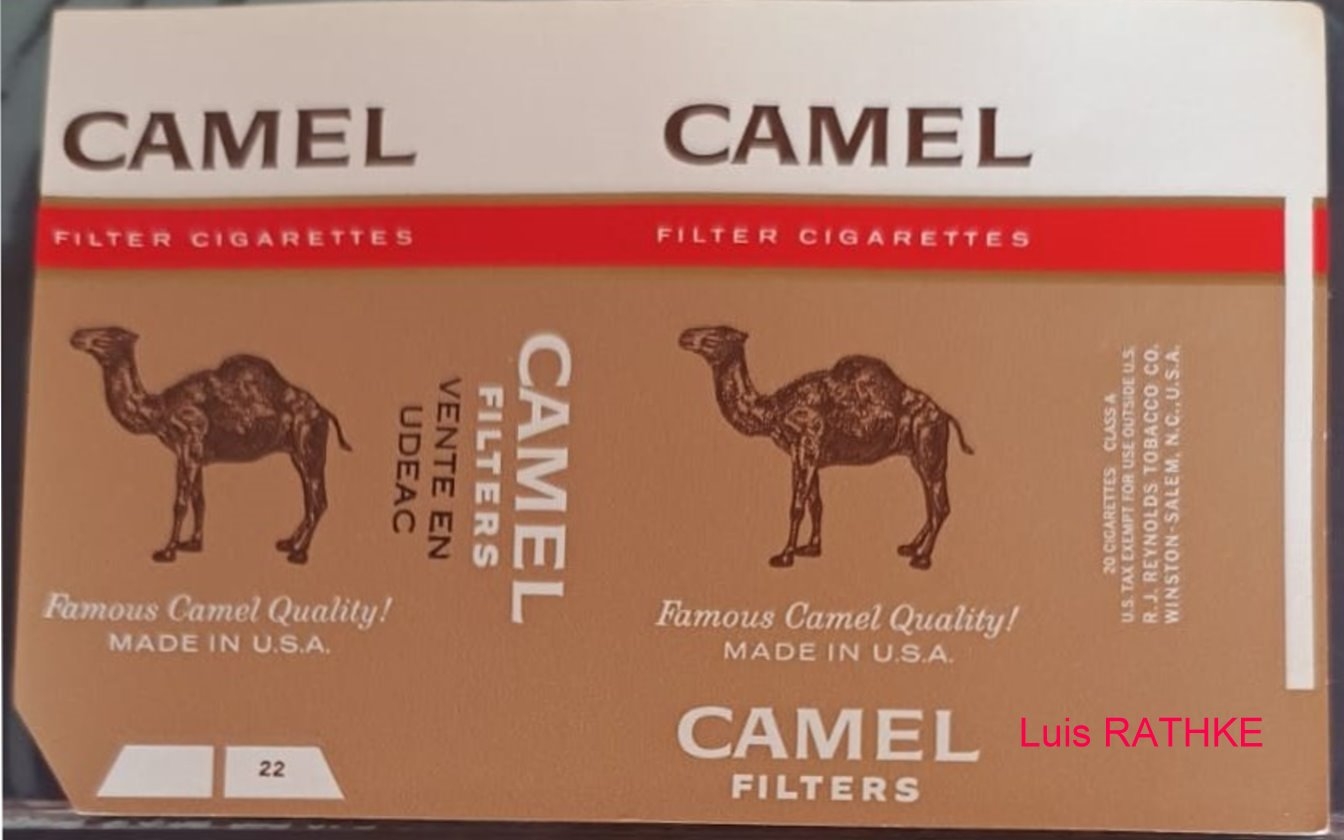 CAMEL
FILTER CIGARETTES
Famous Camel Quality!
MADE IN U.S.A.
22
CAMEL
FILTERS
VENTE EN
UDEAC
CAMEL
FILTER CIGARETTES
Famous Camel Quality!
MADE IN U.S.A.
CAMEL
FILTERS
20 CIGARETTES CLASS A
U.S. TAX EXEMPT FOR USE OUTSIDE U.S.
R.J. REYNOLDS TOBACCO CO.
WINSTON-SALEM, N.C., U.S.A.
Luis RATHKE